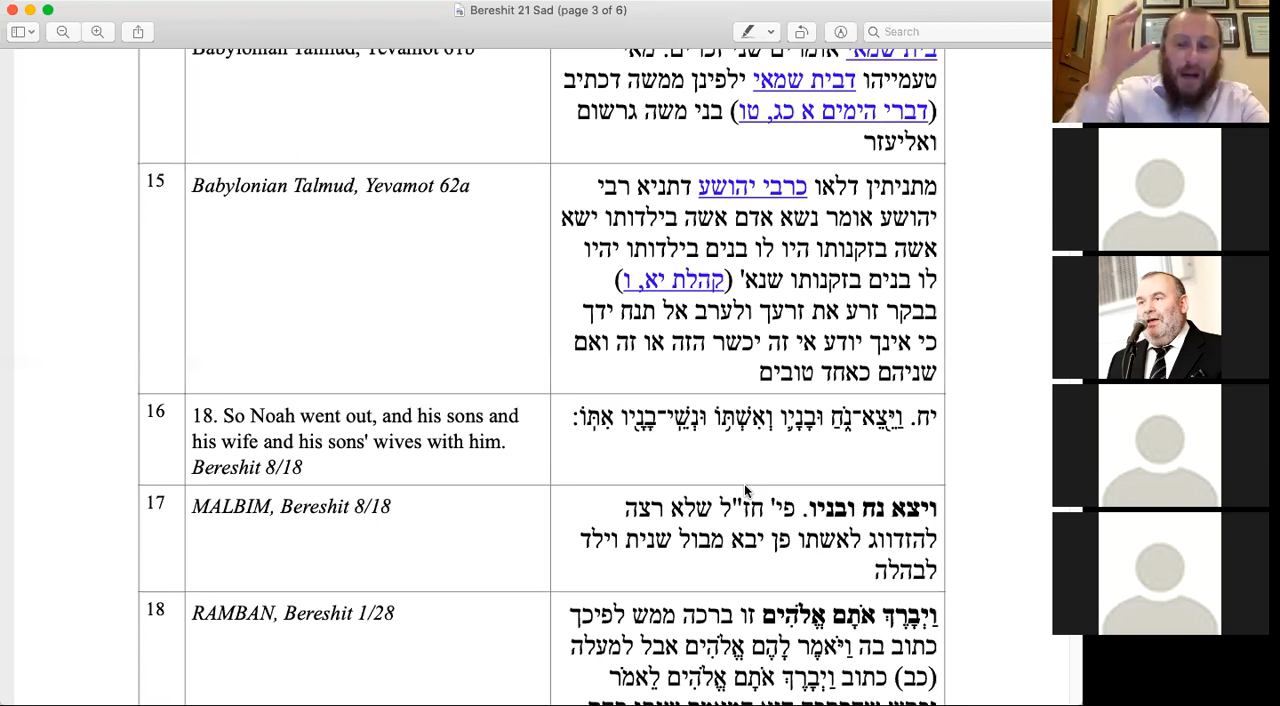 Bereshit 21 Sad (page 3 of 6)
Search
Babylonian Talmud, Yevamot 61b
בית שמאי אומרים שני זכרים. מאי
טעמייהו דבית שמאי ילפינן ממשה דכתיב
(דברי הימים א כג, טו) בני משה גרשום
ואליעזר
15
Babylonian Talmud, Yevamot 62a
מתניתין דלאו כרבי יהושע דתניא רבי
יהושע אומר נשא אדם אשה בילדותו ישא
אשה בזקנותו היו לו בנים בילדותו יהיו
לו בנים בזקנותו שנא' (קהלת יא, ו)
בבקר זרע את זרעך ולערב אל תנח ידך
כי אינך יודע אי זה יכשר הזה או זה ואם
שניהם כאחד טובים
16
18. So Noah went out, and his sons and
his wife and his sons' wives with him.
Bereshit 8/18
יח. וַיֵּצֵא־נֹ֑חַ וּבָנָ֛יו וְאִשְׁתּ֥וֹ וּנְשֵֽׁי־בָנָ֖יו אִתּֽוֹ:
17
MALBIM, Bereshit 8/18
ויצא נח ובניו. פי' חז"ל שלא רצה
להזדווג לאשתו פן יבא מבול שנית וילד
לבהלה
18
RAMBAN, Bereshit 1/28
וַיְבָרֶךְ אֹתָם אֱלֹהִים זו ברכה ממש לפיכך
כתוב בה וַיֹּאמֶר לָהֶם אֱלֹהִים אבל למעלה
(כב) כתוב וַיְבָרֶךְ אֹתָם אֱלֹהִים לֵאמֹר